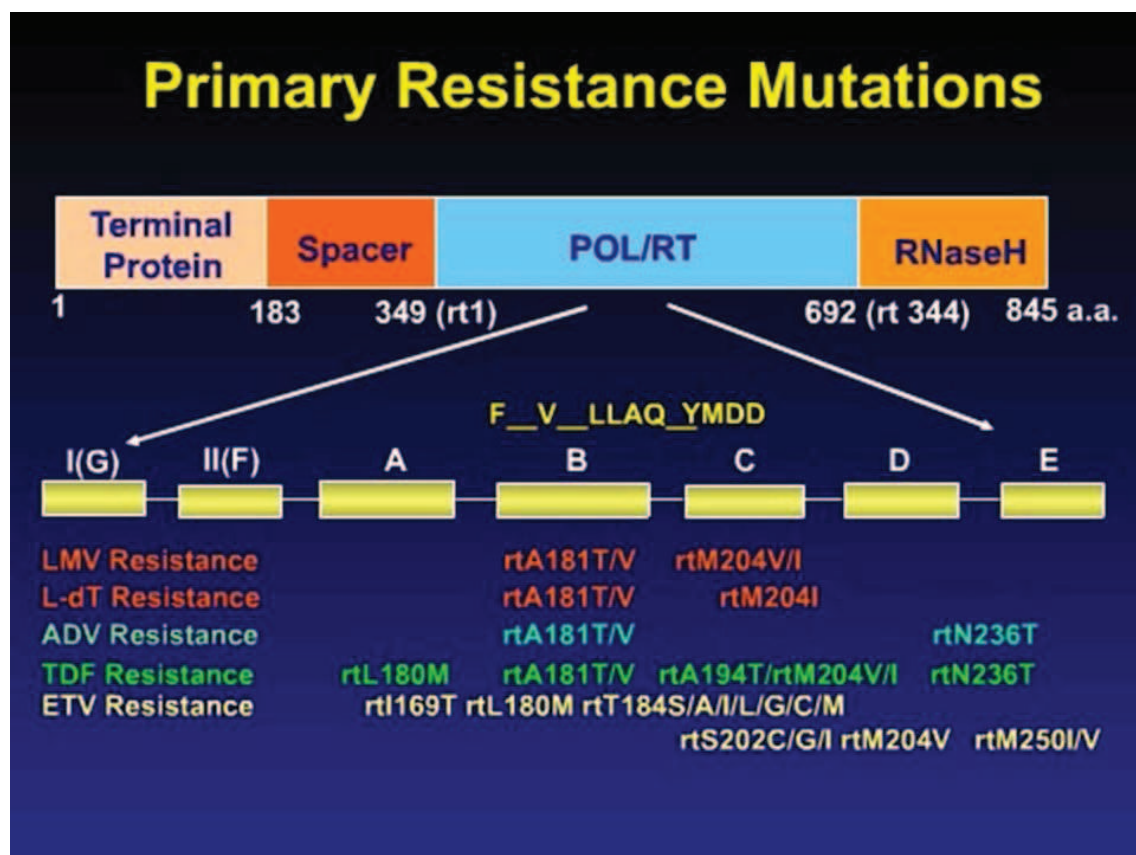 Primary Resistance Mutations
Terminal Protein
Spacer
POL/RT
RNaseH
1
183
349 (rt1)
692 (rt 344)
845 a.a.
F__V__LLAQ_YMDD
I(G) II(F) A B C D E
LMV Resistance rtA181T/V rtM204V/I
L-dT Resistance rtA181T/V rtM204I
ADV Resistance rtA181T/V rtN236T
TDF Resistance rtL180M rtA181T/V rtA194T/rtM204V/I rtN236T
ETV Resistance rtI169T rtL180M rtT184S/A/I/L/G/C/M
rtS202C/G/I rtM204V rtM250I/V